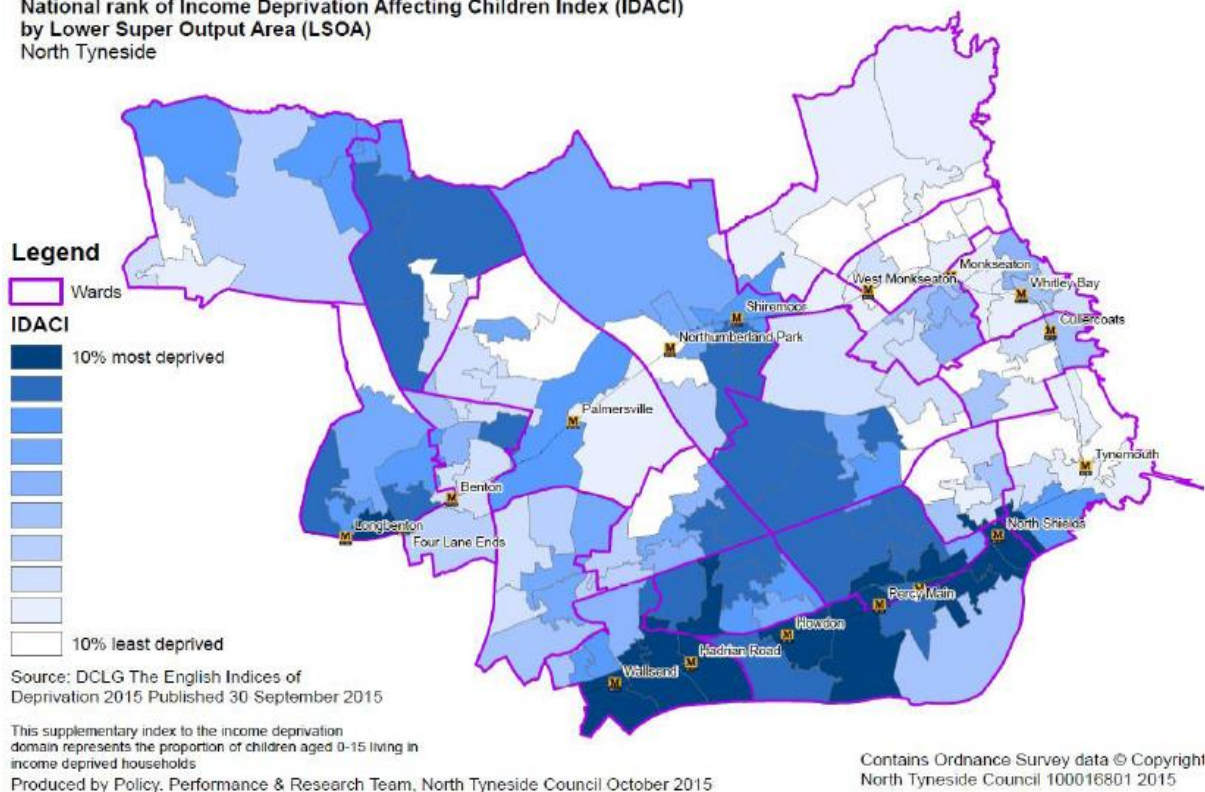 National rank of Income Deprivation Affecting Children Index (IDACI)
by Lower Super Output Area (LSOA)
North Tyneside
Legend
Wards
IDACI
10% most deprived
10% least deprived
Monkseaton
West Monkseaton
Whitley Bay
Shiremoor
Cullercoats
Northumberland Park
Palmersville
Tynemouth
Benton
Longbenton
Four Lane Ends
North Shields
Percy Main
Howdon
Hadrian Road
Wallsend
Source: DCLG The English Indices of
Deprivation 2015 Published 30 September 2015
This supplementary index to the income deprivation
domain represents the proportion of children aged 0-15 living in
income deprived households
Produced by Policy, Performance & Research Team, North Tyneside Council October 2015
Contains Ordnance Survey data © Copyright
North Tyneside Council 100016801 2015